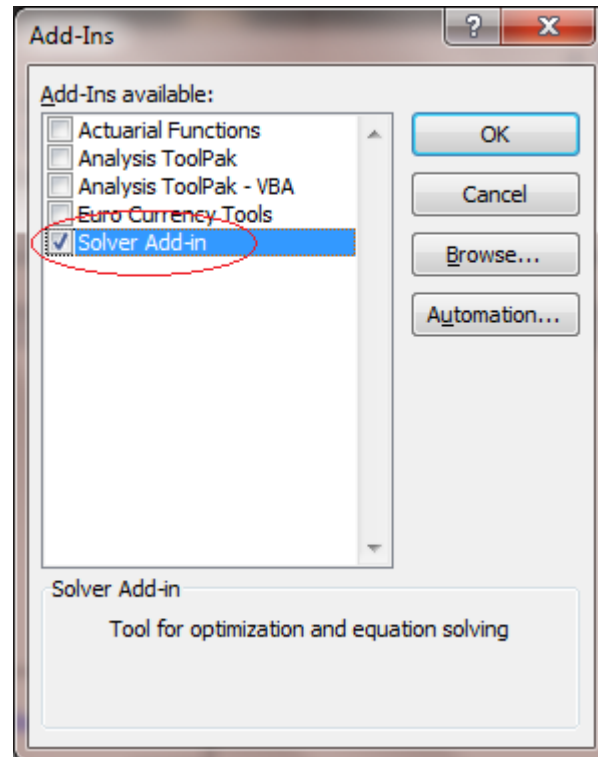 Add-Ins
?
X
Add-Ins available:
Actuarial Functions
Analysis ToolPak
Analysis ToolPak - VBA
Euro Currency Tools
Solver Add-in
OK
Cancel
Browse...
Automation...
Solver Add-in
Tool for optimization and equation solving